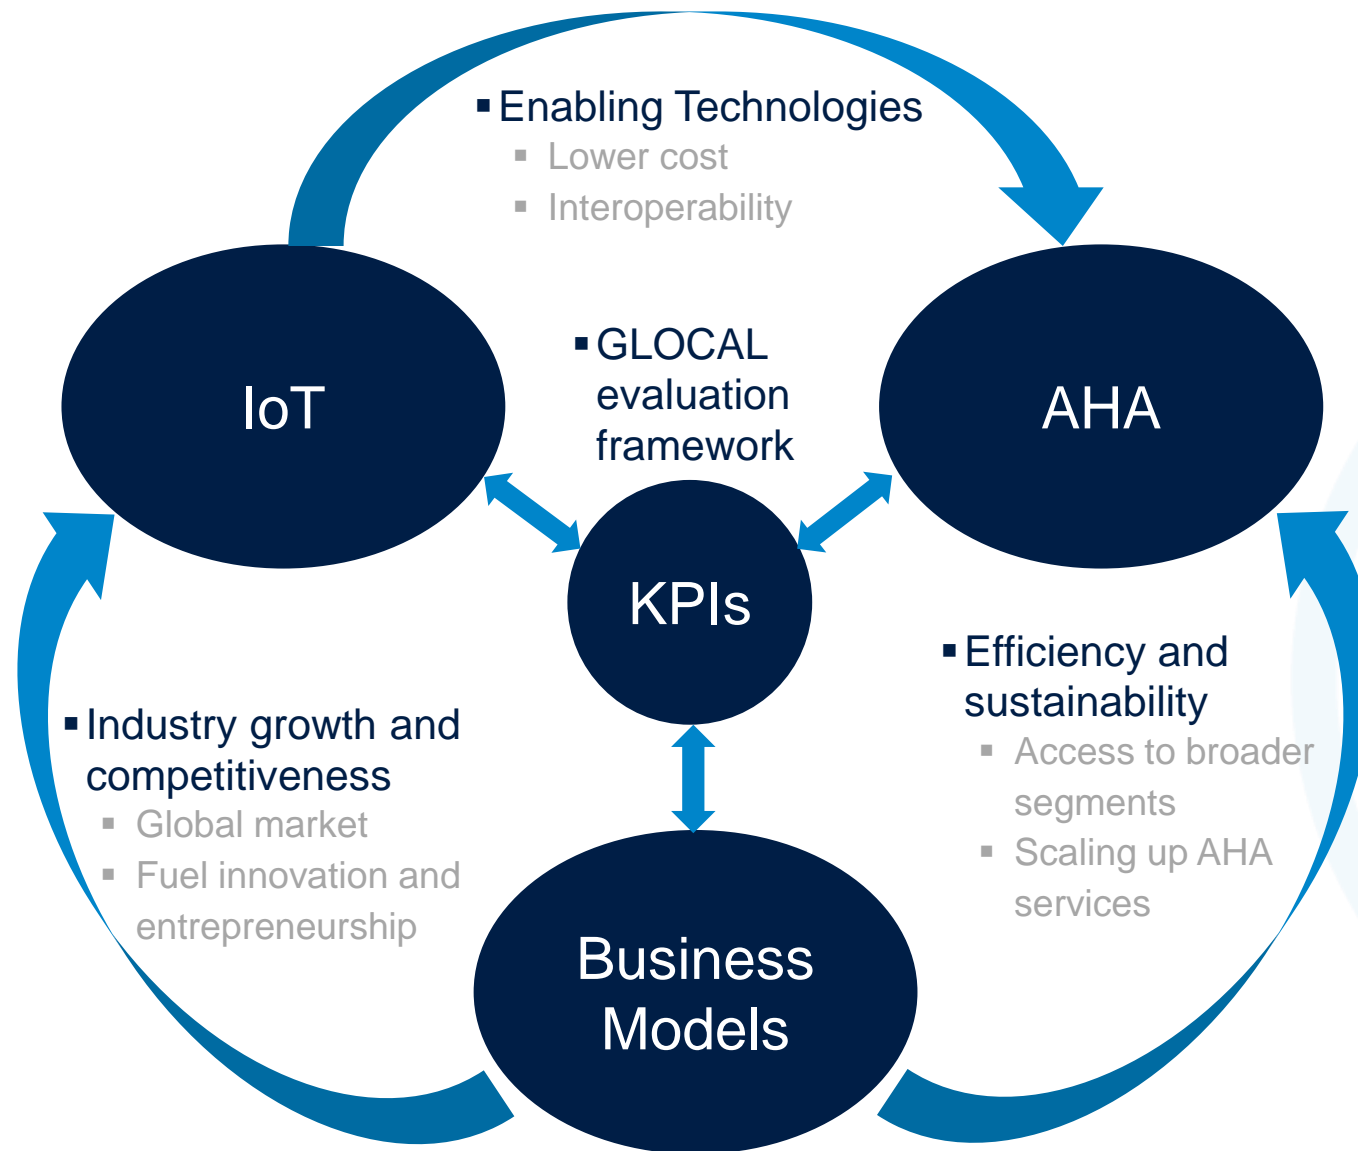 ▪ Enabling Technologies
▪ Lower cost
▪ Interoperability
IoT
▪ GLOCAL
evaluation
framework
AHA
KPIs
▪ Industry growth and
competitiveness
▪ Global market
▪ Fuel innovation and
entrepreneurship
▪ Efficiency and
sustainability
▪ Access to broader
segments
▪ Scaling up AHA
services
Business
Models